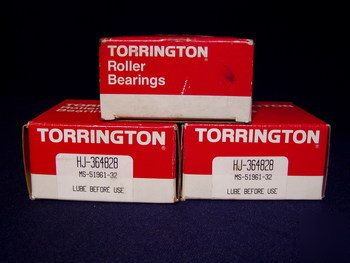 TORRINGTON
Roller
Bearings
TORRINGTON
HJ-364828
MS-51961-32
LUBE BEFORE USE
TORRINGTON
HJ-364828
MS-51961-32
LUBE BEFORE USE